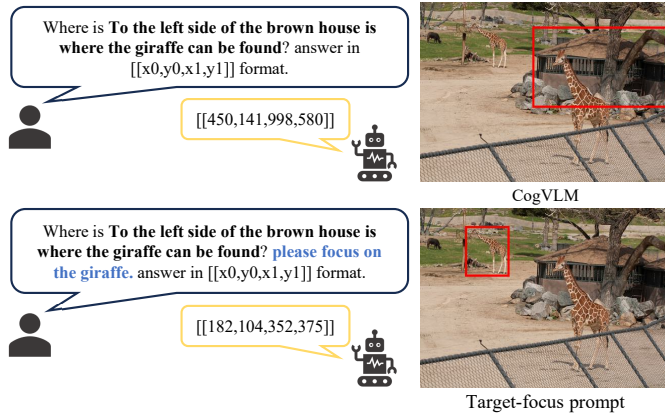 Where is To the left side of the brown house is
where the giraffe can be found? answer in
[[x0,y0,x1,y1]] format.
[[450,141,998,580]]
CogVLM
Where is To the left side of the brown house is
where the giraffe can be found? please focus on
the giraffe. answer in [[x0,y0,x1,y1]] format.
[[182,104,352,375]]
Target-focus prompt